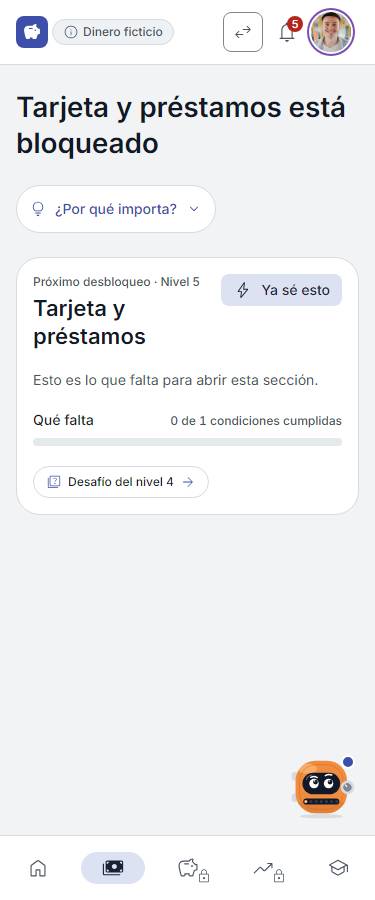 Dinero ficticio
5
Tarjeta y préstamos está
bloqueado
¿Por qué importa?
Próximo desbloqueo · Nivel 5
Ya sé esto
Tarjeta y
préstamos
Esto es lo que falta para abrir esta sección.
Qué falta
0 de 1 condiciones cumplidas
Desafío del nivel 4